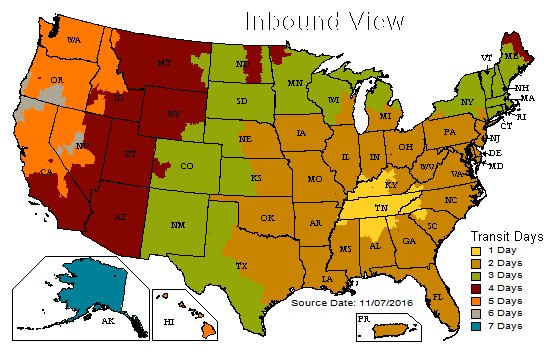 Inbound View
WA
OR
CA
NV
ID
MT
WY
UT
AZ
CO
NM
ND
SD
NE
KS
OK
TX
MN
IA
MO
AR
LA
WI
IL
MI
IN
OH
KY
TN
MS
AL
GA
FL
SC
NC
VA
WV
PA
NY
VT
ME
NH
MA
RI
CT
NJ
DE
MD
AK
HI
PR
Source Date: 11/07/2016
Transit Days
1 Day
2 Days
3 Days
4 Days
5 Days
6 Days
7 Days